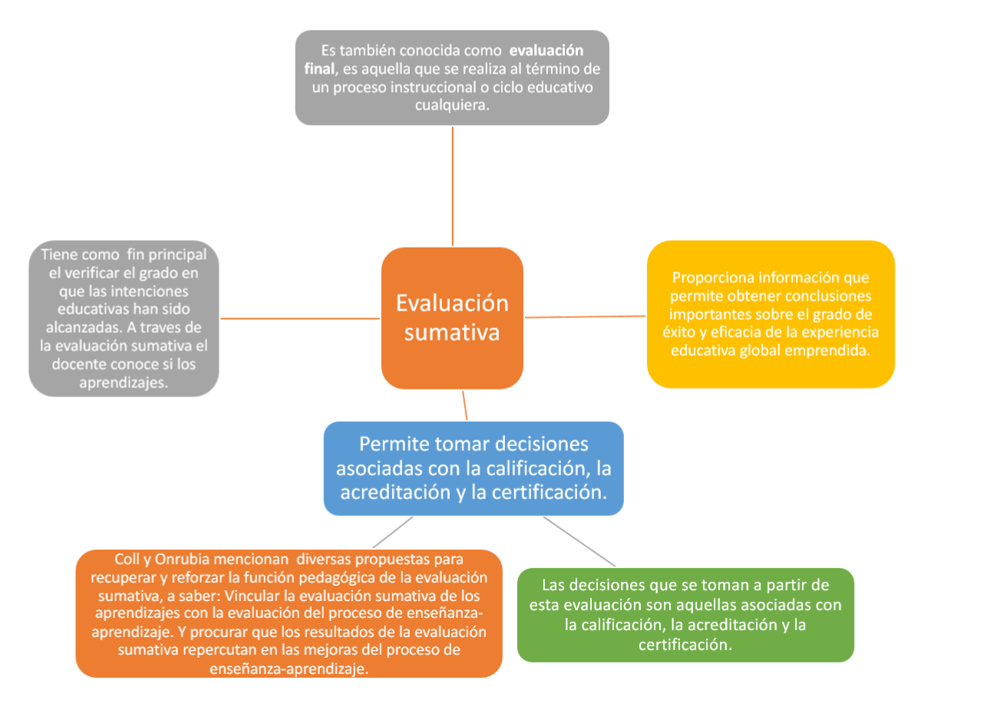 Es también conocida como evaluación
final, es aquella que se realiza al término de
un proceso instruccional o ciclo educativo
cualquiera.
Tiene como fin principal
el verificar el grado en
que las intenciones
educativas han sido
alcanzadas. A traves de
la evaluación sumativa el
docente conoce si los
aprendizajes.
Evaluación
sumativa
Proporciona información que
permite obtener conclusiones
importantes sobre el grado de
éxito y eficacia de la experiencia
educativa global emprendida.
Permite tomar decisiones
asociadas con la calificación, la
acreditación y la certificación.
Coll y Onrubia mencionan diversas propuestas para
recuperar y reforzar la función pedagógica de la evaluación
sumativa, a saber: Vincular la evaluación sumativa de los
aprendizajes con la evaluación del proceso de enseñanza-
aprendizaje. Y procurar que los resultados de la evaluación
sumativa repercutan en las mejoras del proceso de
enseñanza-aprendizaje.
Las decisiones que se toman a partir de
esta evaluación son aquellas asociadas con
la calificación, la acreditación y la
certificación.